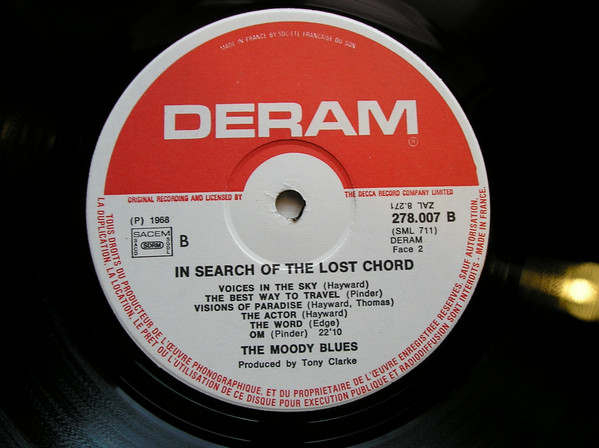 MADE IN FRANCE BY SOCIÉTÉ FRANÇAISE DU SON
DERAM
ORIGINAL RECORDING AND LICENSED BY THE DECCA RECORD COMPANY LIMITED
(P) 1968
SACEM
SDRM
B
ZAL 8.271
278.007 B
(SML 711)
DERAM
Face 2
IN SEARCH OF THE LOST CHORD
VOICES IN THE SKY (Hayward)
THE BEST WAY TO TRAVEL (Pinder)
VISIONS OF PARADISE (Hayward, Thomas)
THE ACTOR (Hayward)
THE WORD (Edge)
OM (Pinder) 22'10
THE MOODY BLUES
Produced by Tony Clarke
TOUS DROITS DU PRODUCTEUR DE L'ŒUVRE PHONOGRAPHIQUE, ET DU PROPRIETAIRE DE L'ŒUVRE ENREGISTRÉE RÉSERVÉS, SAUF AUTORISATION,
LA DUPLICATION, LA LOCATION, LE PRÊT OU L'UTILISATION DE CE DISQUE POUR EXECUTION PUBLIQUE ET RADIODIFFUSION SONT INTERDITS - MADE IN FRANCE.